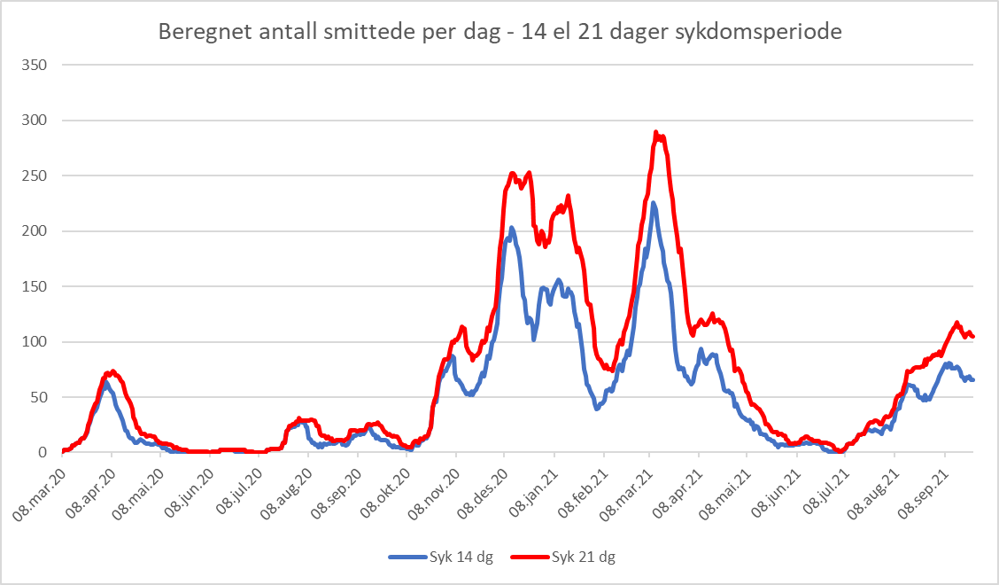 Beregnet antall smittede per dag - 14 el 21 dager sykdomsperiode
350
300
250
200
150
100
50
0
08.mar.20
08.apr.20
08.mai.20
08.jun.20
08.jul.20
08.aug.20
08.sep.20
08.okt.20
08.nov.20
08.des.20
08.jan.21
08.feb.21
08.mar.21
08.apr.21
08.mai.21
08.jun.21
08.jul.21
08.aug.21
08.sep.21
Syk 14 dg
Syk 21 dg